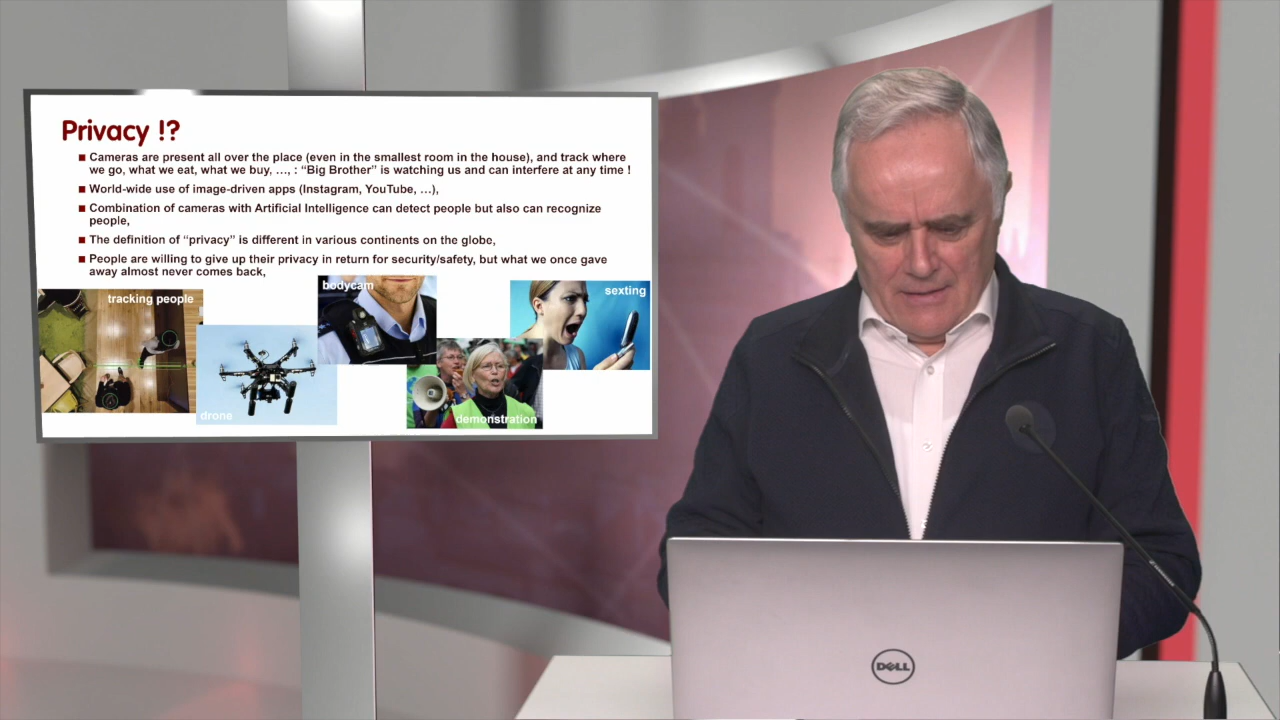 Privacy !?
Cameras are present all over the place (even in the smallest room in the house), and track where
we go, what we eat, what we buy, …, : “Big Brother” is watching us and can interfere at any time !
World-wide use of image-driven apps (Instagram, YouTube, …),
Combination of cameras with Artificial Intelligence can detect people but also can recognize
people,
The definition of “privacy” is different in various continents on the globe,
People are willing to give up their privacy in return for security/safety, but what we once gave
away almost never comes back,
tracking people
bodycam
sexting
drone
demonstration
DELL